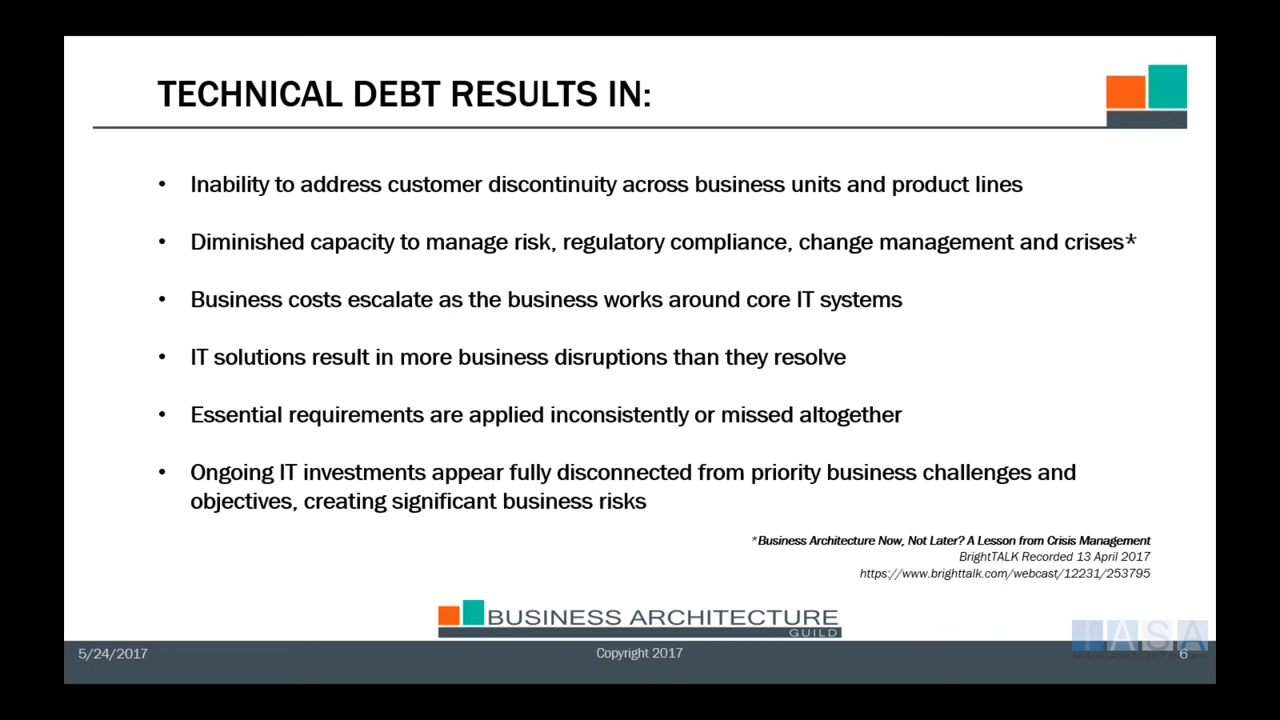 TECHNICAL DEBT RESULTS IN:
• Inability to address customer discontinuity across business units and product lines
• Diminished capacity to manage risk, regulatory compliance, change management and crises*
• Business costs escalate as the business works around core IT systems
• IT solutions result in more business disruptions than they resolve
• Essential requirements are applied inconsistently or missed altogether
• Ongoing IT investments appear fully disconnected from priority business challenges and
objectives, creating significant business risks
*Business Architecture Now, Not Later? A Lesson from Crisis Management
BrightTALK Recorded 13 April 2017
https://www.brighttalk.com/webcast/12231/253795
BUSINESS ARCHITECTURE
GUILD
IASA
5/24/2017
Copyright 2017
6